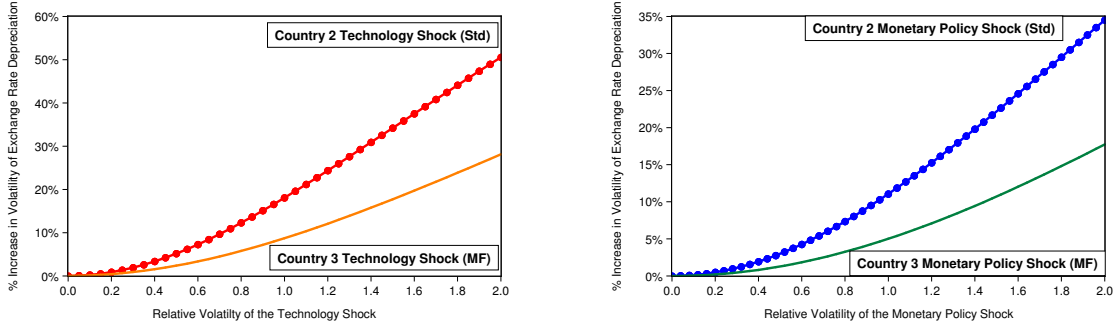 % Increase in Volatility of Exchange Rate Depreciation
60%
50%
40%
30%
20%
10%
0%
Country 2 Technology Shock (Std)
Country 3 Technology Shock (MF)
0.0 0.2 0.4 0.6 0.8 1.0 1.2 1.4 1.6 1.8 2.0
Relative Volatilty of the Technology Shock
% Increase in Volatility of Exchange Rate Depreciation
35%
30%
25%
20%
15%
10%
5%
0%
Country 2 Monetary Policy Shock (Std)
Country 3 Monetary Policy Shock (MF)
0.0 0.2 0.4 0.6 0.8 1.0 1.2 1.4 1.6 1.8 2.0
Relative Volatility of the Monetary Policy Shock